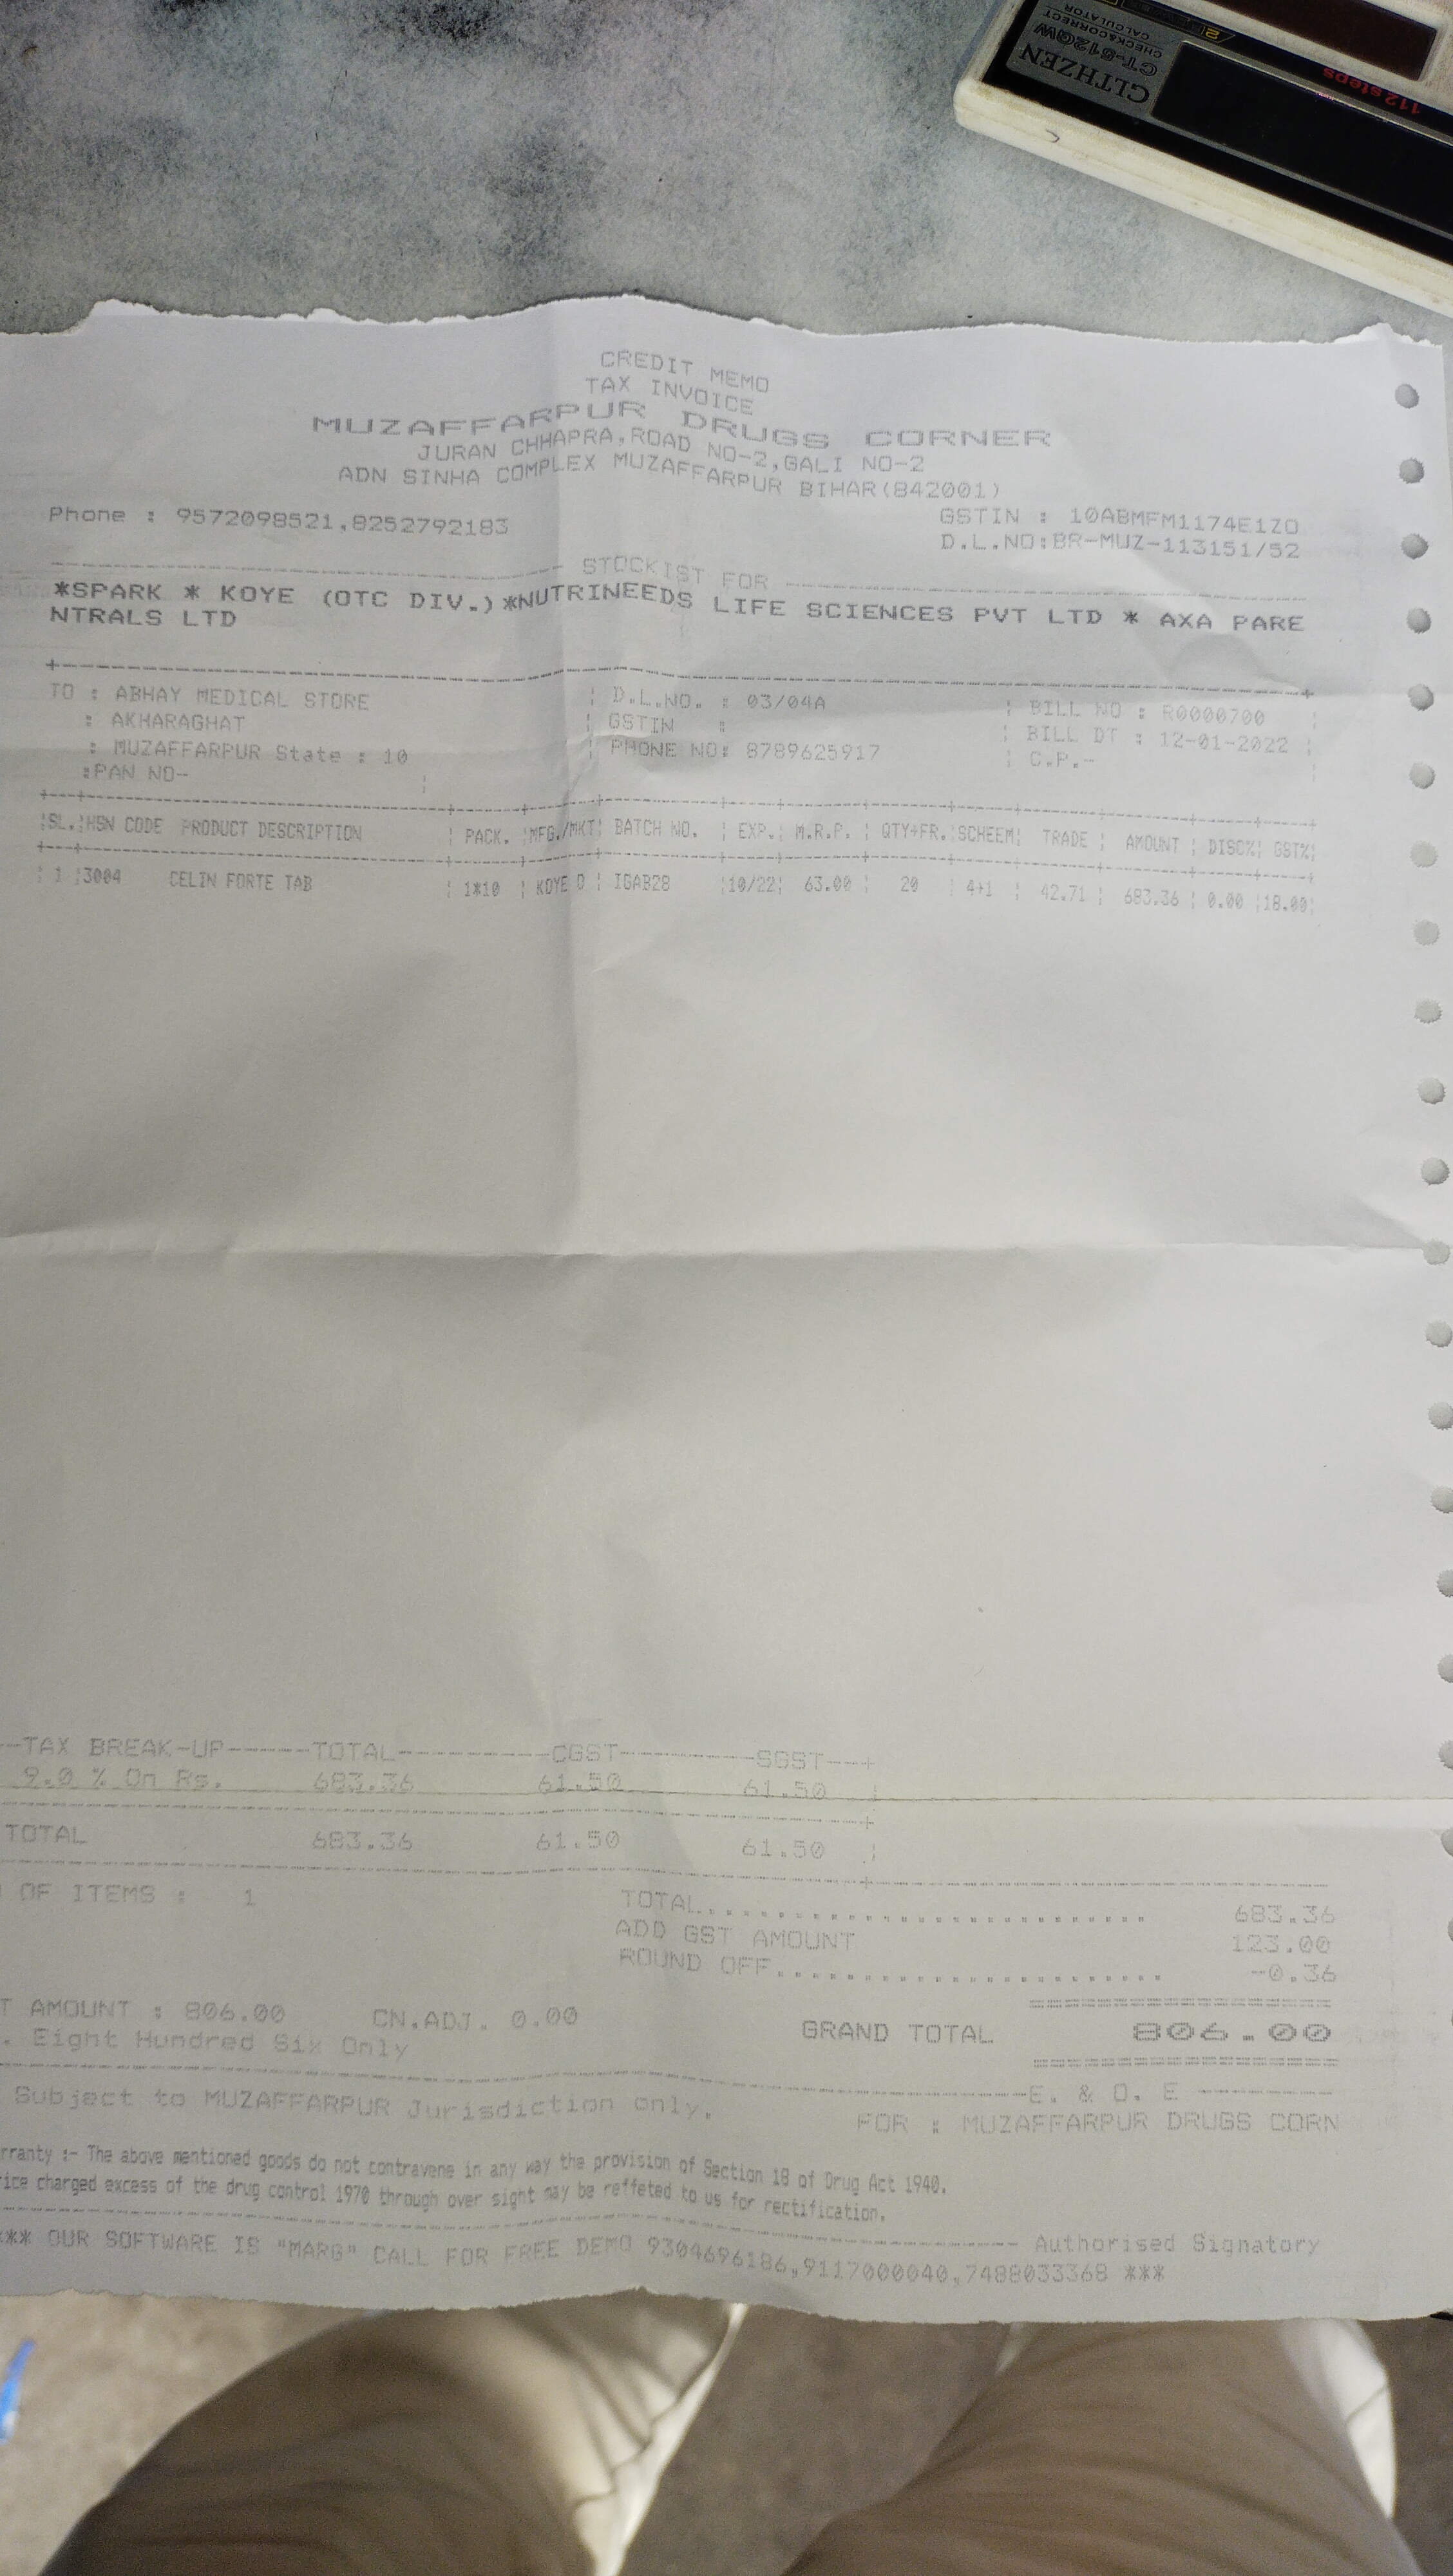 CITHZEN
CT-512GW
CHECK&CORRECT
CALCULATOR
112 steps
CREDIT MEMO
TAX INVOICE
MUZAFFARPUR DRUGS CORNER
JURAN CHHAPRA,ROAD NO-2,GALI NO-2
ADN SINHA COMPLEX MUZAFFARPUR BIHAR(842001)
Phone : 9572098521,8252792183 GSTIN : 10ABMFM1174E1ZO
D.L.NO:BR-MUZ-113151/52
STOCKIST FOR
*SPARK * KOYE (OTC DIV.)*NUTRINEEDS LIFE SCIENCES PVT LTD * AXA PARE
NTRALS LTD
TO : ABHAY MEDICAL STORE D.L.NO. : 03/04A BILL NO : R0000700
: AKHARAGHAT GSTIN : BILL DT : 12-01-2022
: MUZAFFARPUR State : 10 PHONE NO: 8789625917 C.P.-
:PAN NO-
SL. HSN CODE PRODUCT DESCRIPTION PACK. MFG./MKT BATCH NO. EXP. M.R.P. QTY+FR. SCHEEM TRADE AMOUNT DISC% GST%
1 3004 CELIN FORTE TAB 1*10 KOYE O IGAB28 10/22 63.00 20 4+1 42.71 683.36 0.00 18.00
--TAX BREAK-UP------TOTAL-----------CGST----------SGST---+
9.0 % On Rs. 683.36 61.50 61.50
TOTAL 683.36 61.50 61.50
OF ITEMS : 1 TOTAL 683.36
ADD GST AMOUNT 123.00
ROUND OFF -0.36
T AMOUNT : 806.00 CN.ADJ. 0.00 GRAND TOTAL 806.00
. Eight Hundred Six Only
E. & O. E
Subject to MUZAFFARPUR Jurisdiction only.
FOR : MUZAFFARPUR DRUGS CORN
rranty :- The above mentioned goods do not contravene in any way the provision of Section 18 of Drug Act 1940.
ice charged excess of the drug control 1970 through over sight may be reffeted to us for rectification.
Authorised Signatory
** OUR SOFTWARE IS "MARG" CALL FOR FREE DEMO 9304696186,9117000040,7488033368 ***